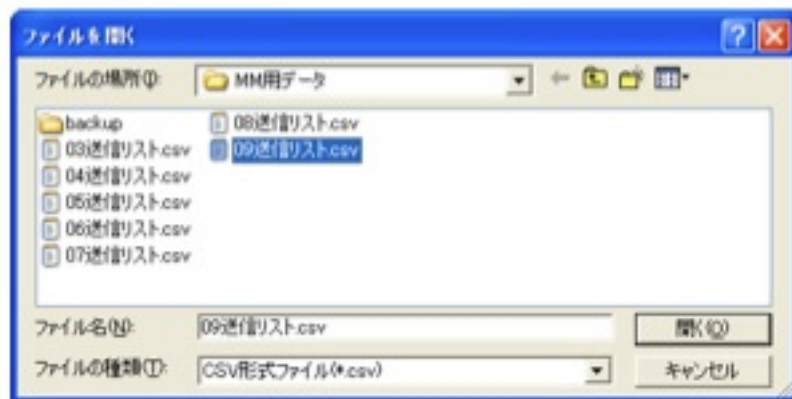 ファイルを開く
ファイルの場所(I): MM用データ
backup 08送信リスト.csv
03送信リスト.csv 09送信リスト.csv
04送信リスト.csv
05送信リスト.csv
06送信リスト.csv
07送信リスト.csv
ファイル名(N): 09送信リスト.csv 開く(O)
ファイルの種類(T): CSV形式ファイル(*.csv) キャンセル